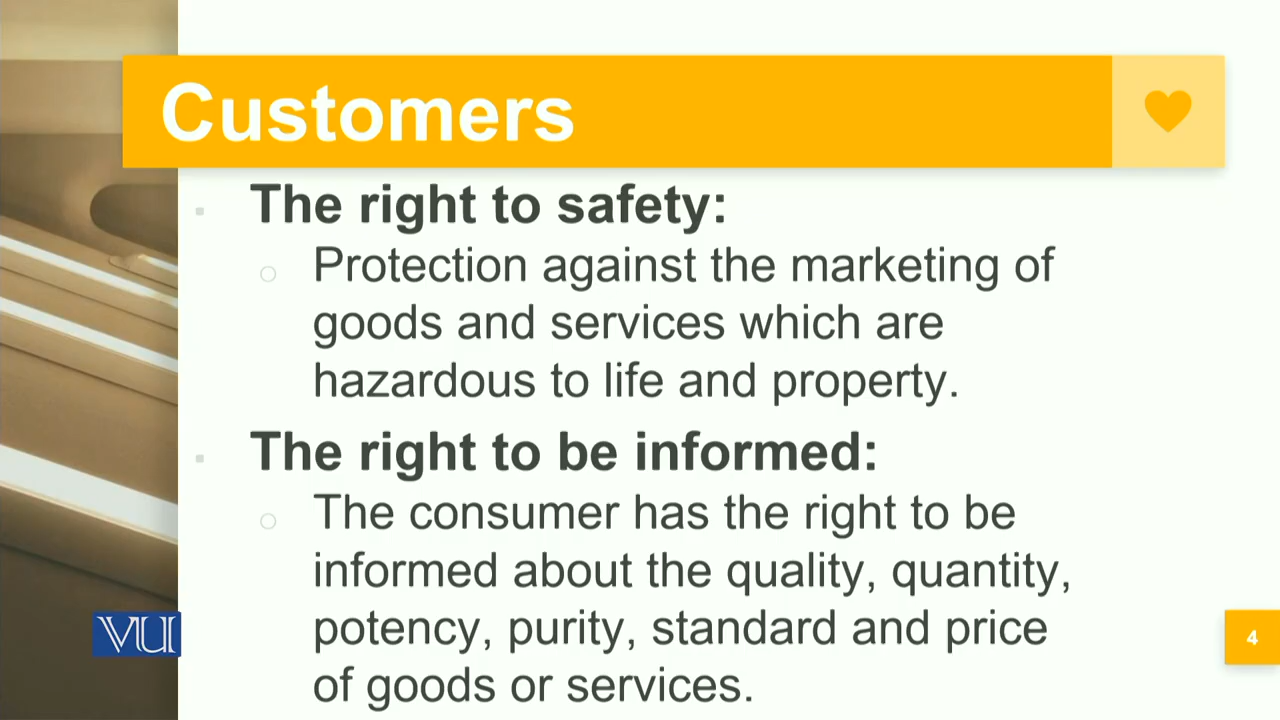 Customers
The right to safety:
Protection against the marketing of
goods and services which are
hazardous to life and property.
The right to be informed:
The consumer has the right to be
informed about the quality, quantity,
potency, purity, standard and price
of goods or services.
VU
4